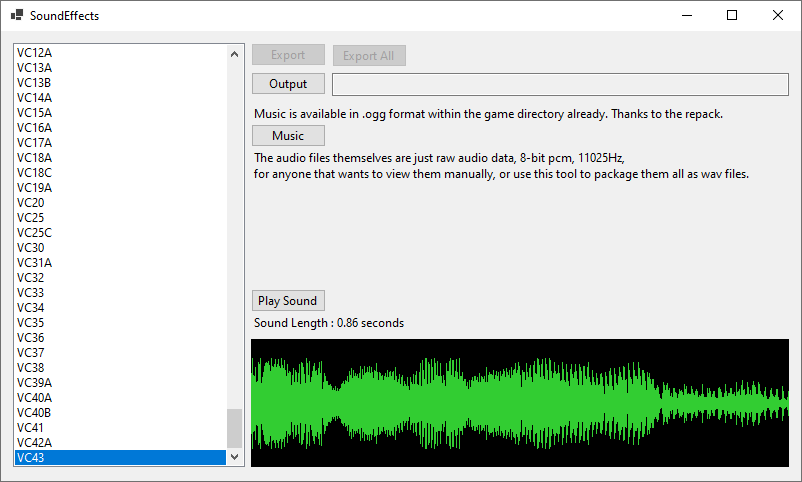 SoundEffects
VC12A
VC13A
VC13B
VC14A
VC15A
VC16A
VC17A
VC18A
VC18C
VC19A
VC20
VC25
VC25C
VC30
VC31A
VC32
VC33
VC34
VC35
VC36
VC37
VC38
VC39A
VC40A
VC40B
VC41
VC42A
VC43
Export
Export All
Output
Music is available in .ogg format within the game directory already. Thanks to the repack.
Music
The audio files themselves are just raw audio data, 8-bit pcm, 11025Hz,
for anyone that wants to view them manually, or use this tool to package them all as wav files.
Play Sound
Sound Length : 0.86 seconds